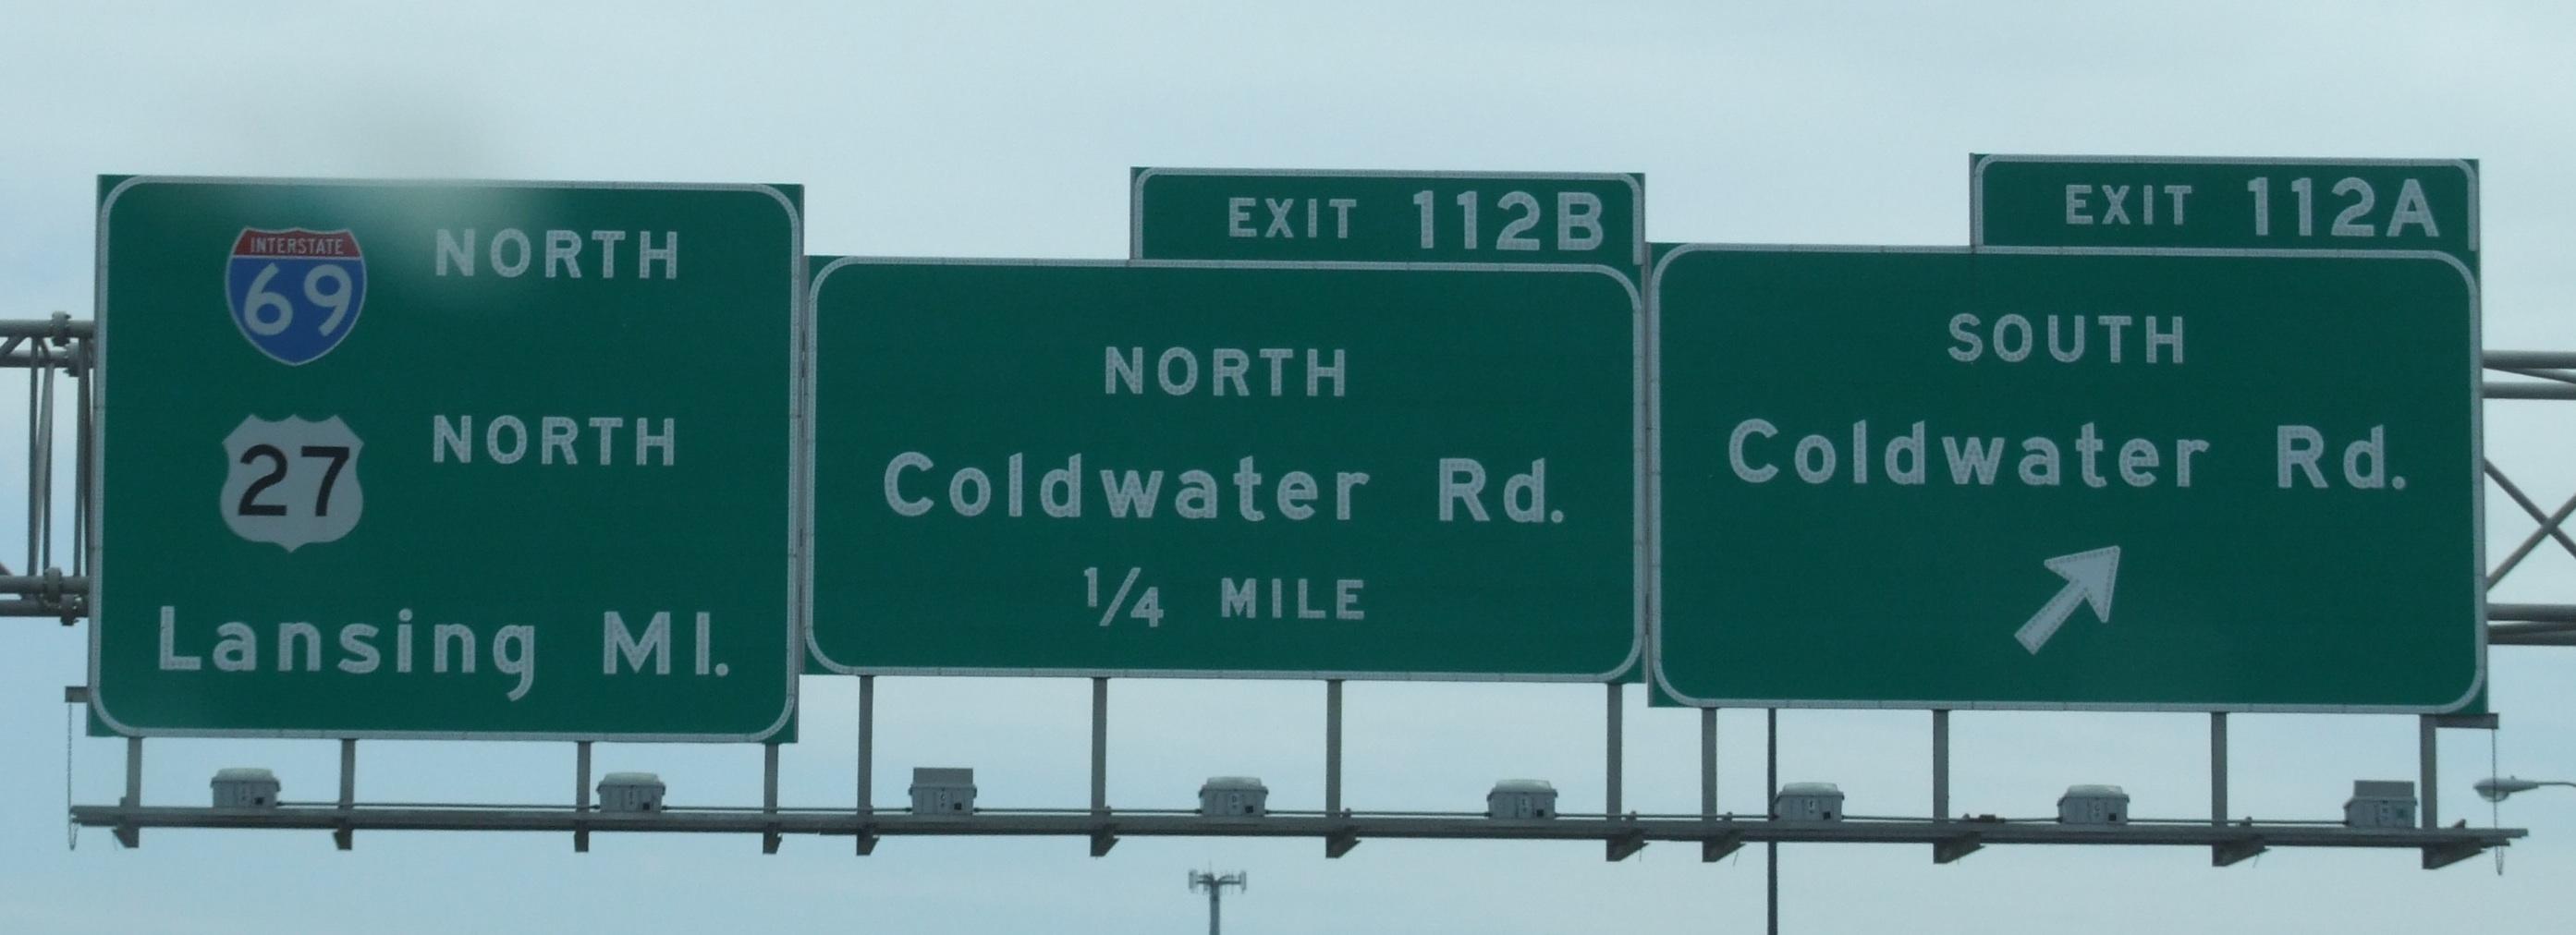 INTERSTATE
69 NORTH
27 NORTH
Lansing MI.
EXIT 112B
NORTH
Coldwater Rd.
1/4 MILE
EXIT 112A
SOUTH
Coldwater Rd.